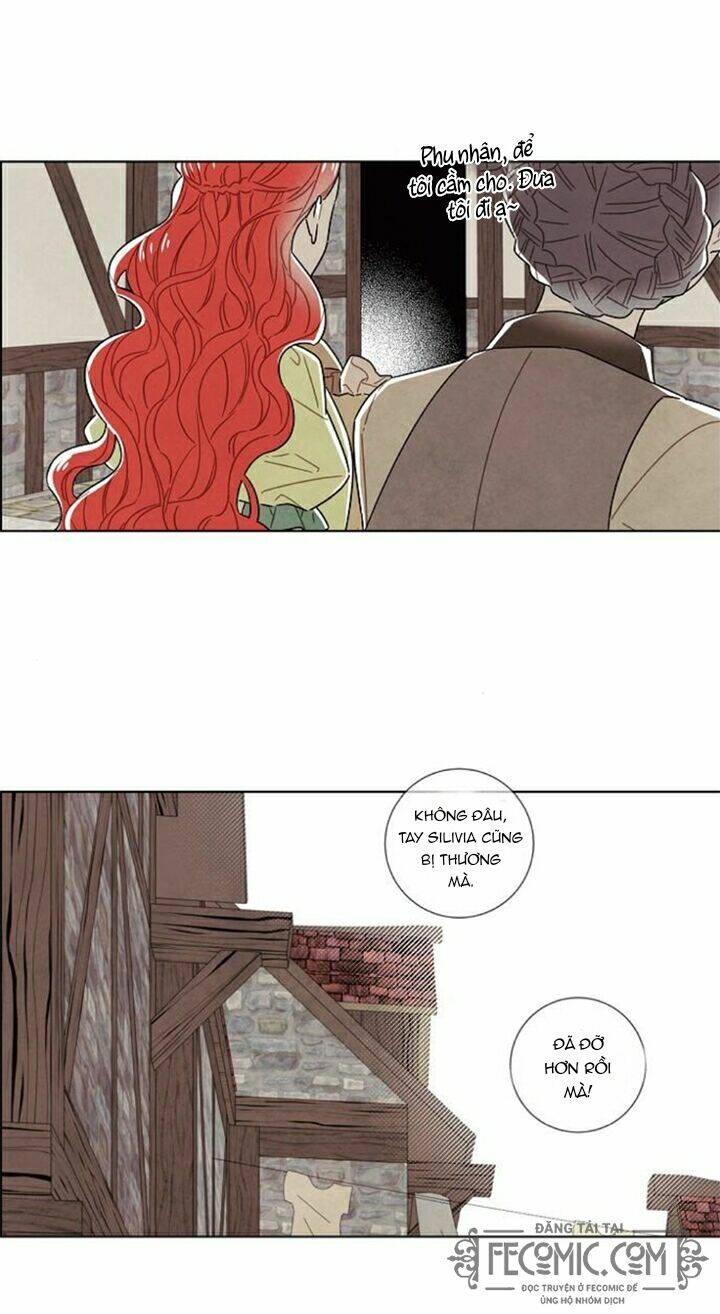 Phu nhân, để
tôi cầm cho. Đưa
tôi đi ạ~
KHÔNG ĐÂU,
TAY SILIVIA CŨNG
BỊ THƯƠNG
MÀ.
ĐÃ ĐỠ
HƠN RỒI
MÀ!
ĐĂNG TẢI TẠI
FECOMIC.COM
ĐỌC TRUYỆN Ở FECOMIC ĐỂ
ỦNG HỘ NHÓM DỊCH